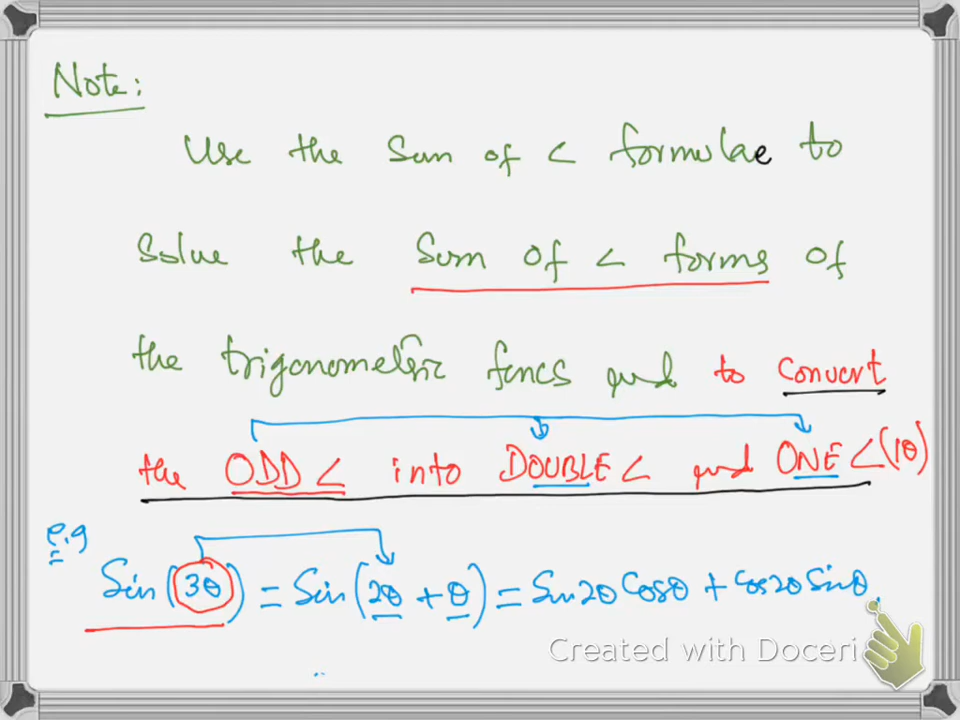 Note:
Use the Sum of < formulae to
Solve the Sum of < forms of
the trigonometric funcs and to convert
the ODD < into DOUBLE < and ONE < (1θ)
e.g
Sin(3θ) = Sin(2θ + θ) = Sin2θ Cosθ + Cos2θ Sinθ.
Created with Doceri